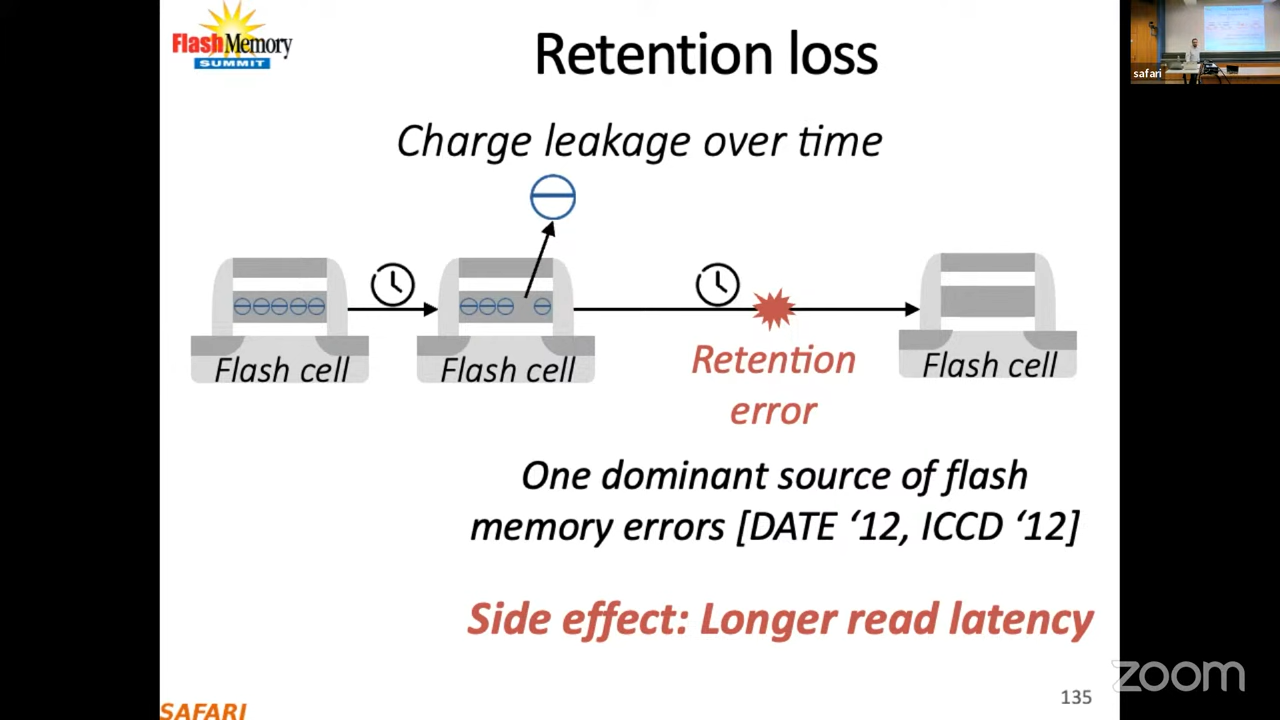 Flash Memory
SUMMIT
Retention loss
safari
Charge leakage over time
Flash cell
Flash cell
Retention
error
Flash cell
One dominant source of flash
memory errors [DATE ‘12, ICCD ‘12]
Side effect: Longer read latency
zoom
135
SAFARI